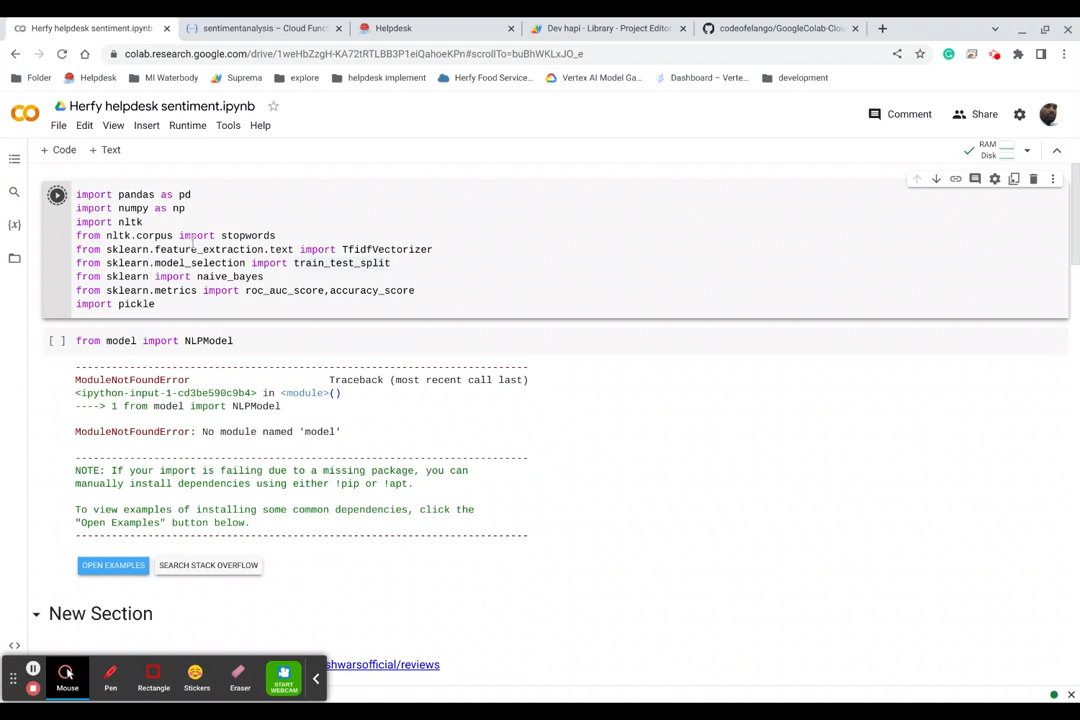 Herfy helpdesk sentiment.ipynb
sentimentanalysis – Cloud Func
Helpdesk
Dev hapi - Library - Project Editor
codeofelango/GoogleColab-Clou
colab.research.google.com/drive/1weHbZzgH-KA72tRTLBB3P1eiQahoeKPn#scrollTo=buBhWKLxJO_e
Folder
Helpdesk
MI Waterbody
Suprema
explore
helpdesk implement
Herfy Food Service...
Vertex AI Model Ga...
Dashboard – Verte...
development
Herfy helpdesk sentiment.ipynb
Comment
Share
File Edit View Insert Runtime Tools Help
+ Code + Text
RAM
Disk
import pandas as pd
import numpy as np
import nltk
from nltk.corpus import stopwords
from sklearn.feature_extraction.text import TfidfVectorizer
from sklearn.model_selection import train_test_split
from sklearn import naive_bayes
from sklearn.metrics import roc_auc_score,accuracy_score
import pickle
[ ] from model import NLPModel
---------------------------------------------------------------------------
ModuleNotFoundError Traceback (most recent call last)
<ipython-input-1-cd3be590c9b4> in <module>()
----> 1 from model import NLPModel
ModuleNotFoundError: No module named 'model'
---------------------------------------------------------------------------
NOTE: If your import is failing due to a missing package, you can
manually install dependencies using either !pip or !apt.
To view examples of installing some common dependencies, click the
"Open Examples" button below.
---------------------------------------------------------------------------
OPEN EXAMPLES
SEARCH STACK OVERFLOW
New Section
shwarsofficial/reviews
Mouse
Pen
Rectangle
Stickers
Eraser
START
WEBCAM